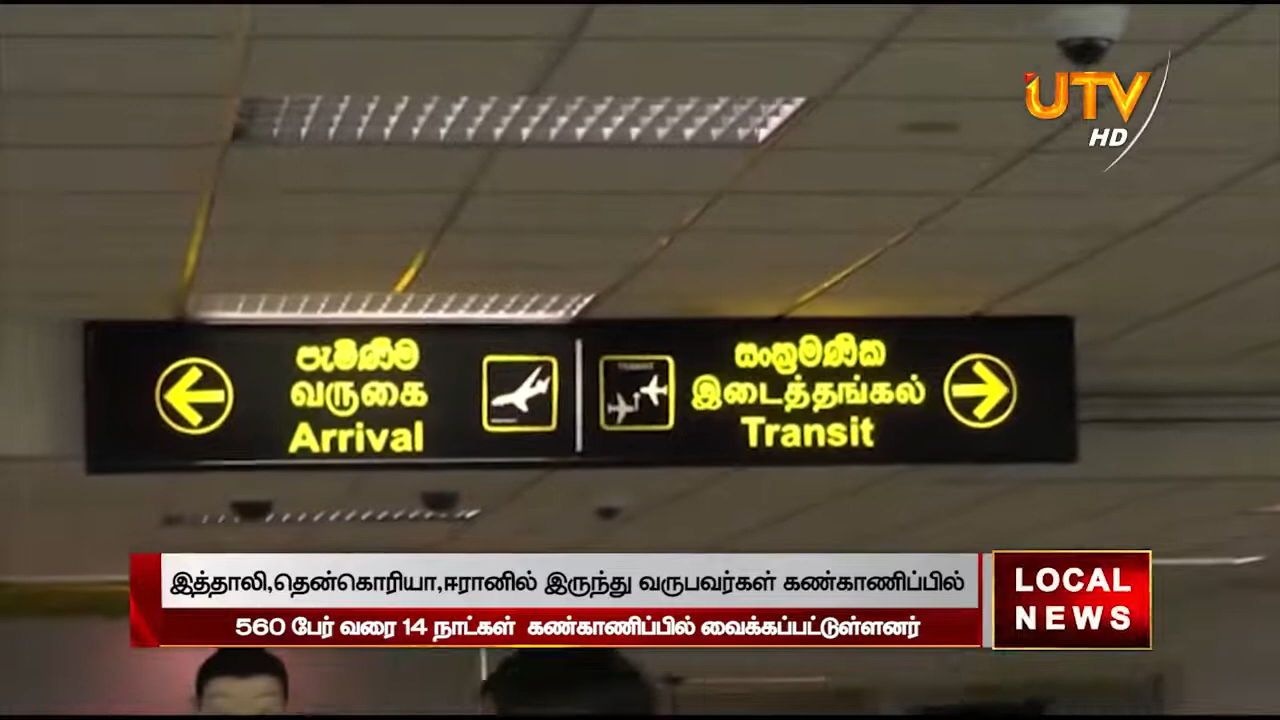 UTV
HD
පැමිණීම
வருகை
Arrival
සංක්‍රමණික
இடைத்தங்கல்
Transit
இத்தாலி,தென்கொரியா,ஈரானில் இருந்து வருபவர்கள் கண்காணிப்பில்
560 பேர் வரை 14 நாட்கள் கண்காணிப்பில் வைக்கப்பட்டுள்ளனர்
LOCAL
NEWS